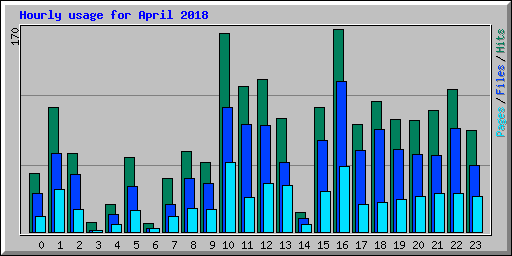 Hourly usage for April 2018
170
Pages/Files/Hits
0 1 2 3 4 5 6 7 8 9 10 11 12 13 14 15 16 17 18 19 20 21 22 23